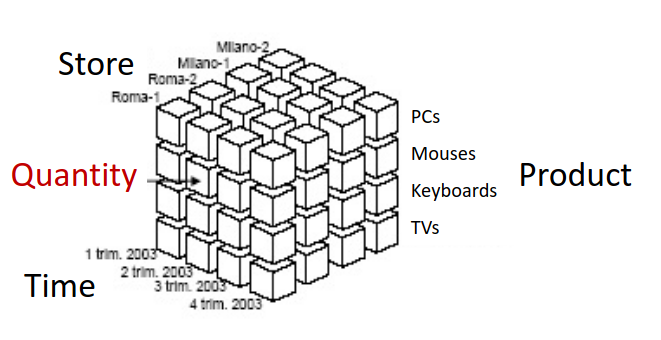 Store
Milano-2
Milano-1
Roma-2
Roma-1
PCs
Mouses
Keyboards
TVs
Quantity
Product
1 trim. 2003
2 trim. 2003
3 trim. 2003
4 trim. 2003
Time